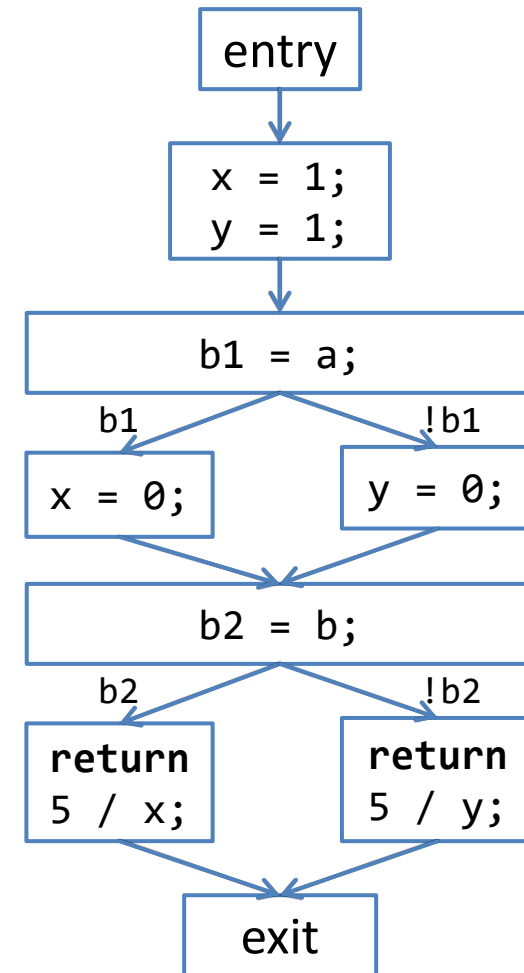 entry
x = 1;
y = 1;
b1 = a;
b1
!b1
x = 0;
y = 0;
b2 = b;
b2
!b2
return
5 / x;
return
5 / y;
exit